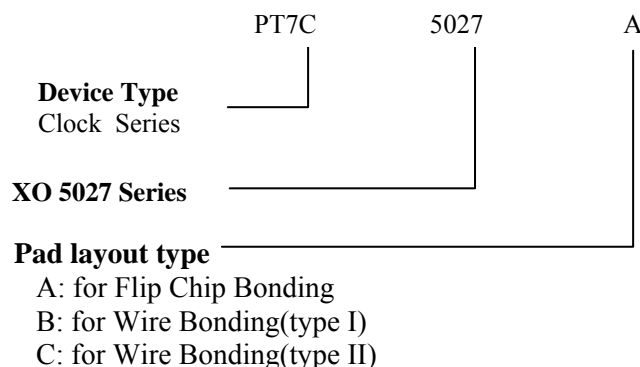 PT7C 5027 A
Device Type
Clock Series
XO 5027 Series
Pad layout type
A: for Flip Chip Bonding
B: for Wire Bonding(type I)
C: for Wire Bonding(type II)